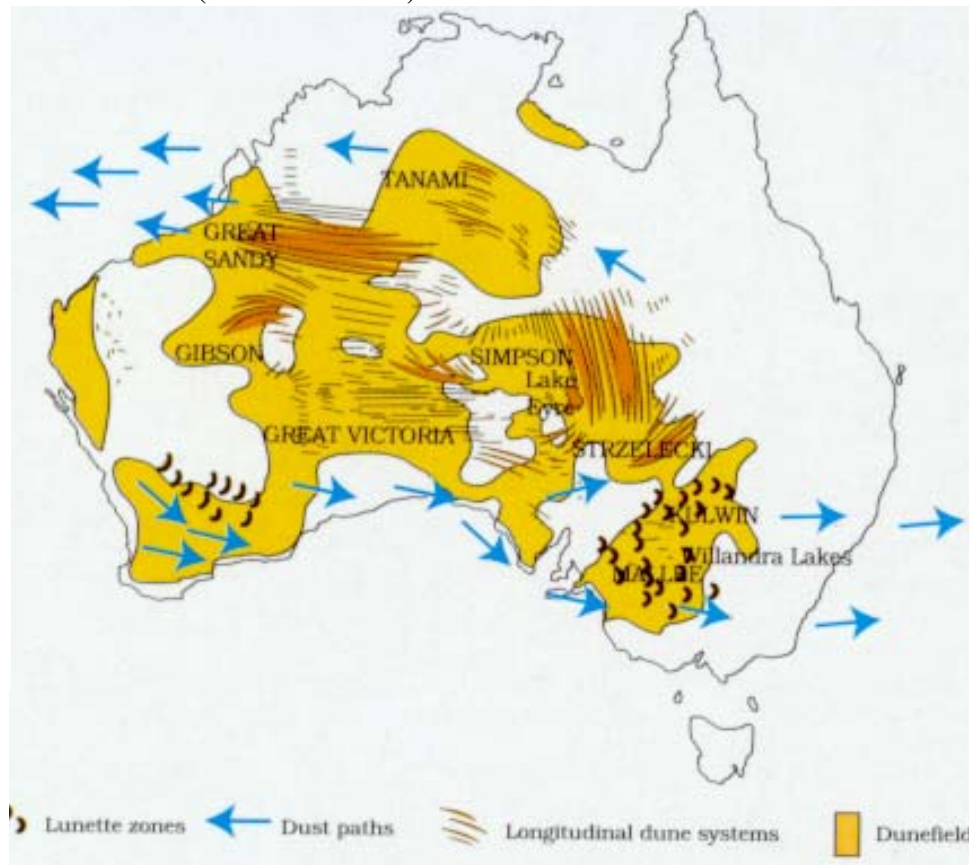 TANAMI
GREAT
SANDY
GIBSON
SIMPSON
Lake
Eyre
GREAT VICTORIA
STRZELECKI
Willandra Lakes
MALLEE
Lunette zones
Dust paths
Longitudinal dune systems
Dunefield